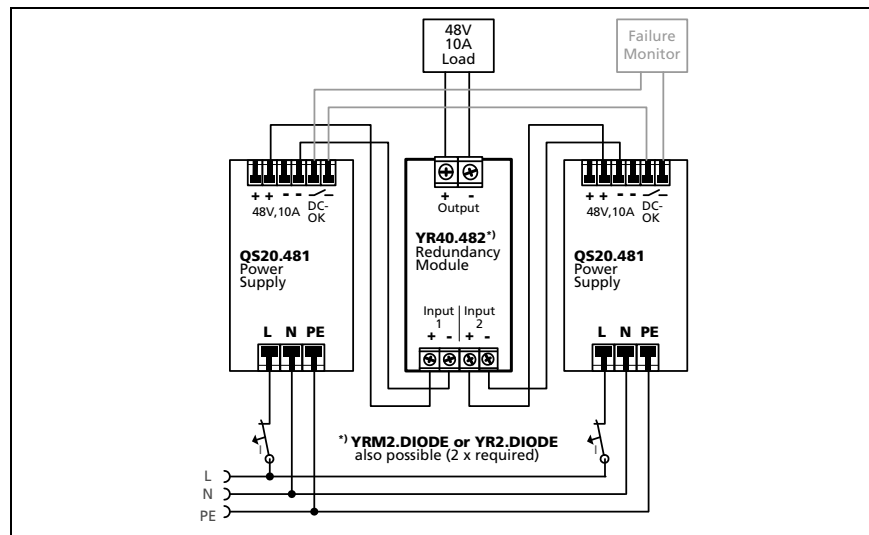 48V
10A
Load
Failure
Monitor
+ + - -
48V,10A
DC-
OK
QS20.481
Power
Supply
L N PE
+ -
Output
YR40.482*)
Redundancy
Module
Input
1
Input
2
+ - + -
+ + - -
48V,10A
DC-
OK
QS20.481
Power
Supply
L N PE
I
I
*) YRM2.DIODE or YR2.DIODE
also possible (2 x required)
L
N
PE